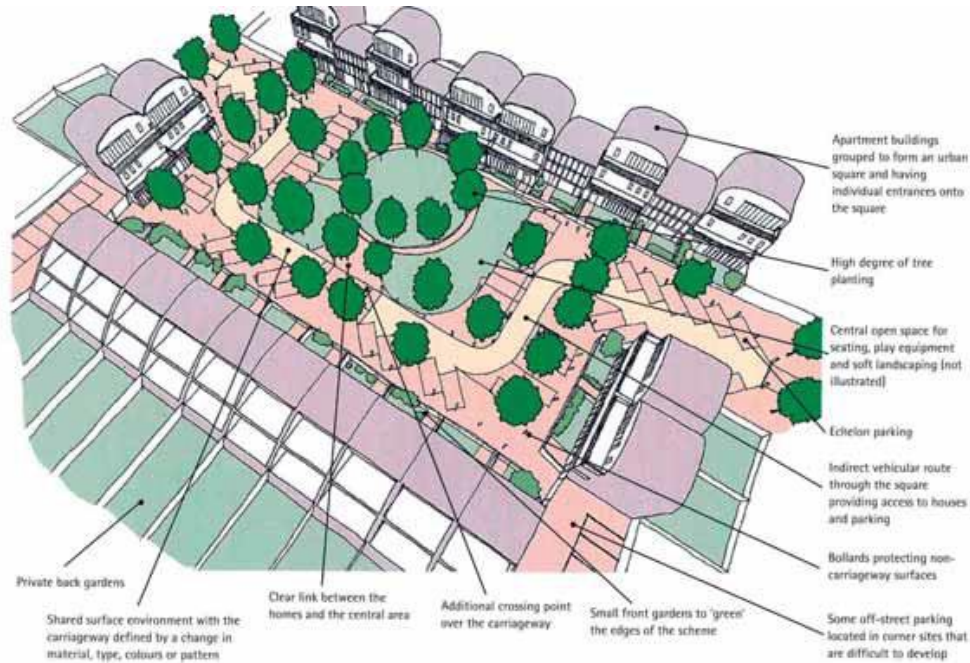 Apartment buildings
grouped to form an urban
square and having
individual entrances onto
the square
High degree of tree
planting
Central open space for
seating, play equipment
and soft landscaping (not
illustrated)
Echelon parking
Indirect vehicular route
through the square
providing access to houses
and parking
Bollards protecting non-
carriageway surfaces
Some off-street parking
located in corner sites that
are difficult to develop
Private back gardens
Shared surface environment with the
carriageway defined by a change in
material, type, colours or pattern
Clear link between the
homes and the central area
Additional crossing point
over the carriageway
Small front gardens to 'green'
the edges of the scheme